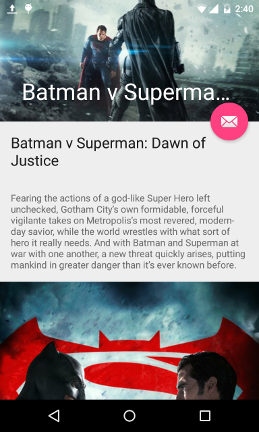 2:40
Batman v Superma...
Batman v Superman: Dawn of
Justice
Fearing the actions of a god-like Super Hero left
unchecked, Gotham City's own formidable, forceful
vigilante takes on Metropolis's most revered, modern-
day savior, while the world wrestles with what sort of
hero it really needs. And with Batman and Superman at
war with one another, a new threat quickly arises, putting
mankind in greater danger than it's ever known before.